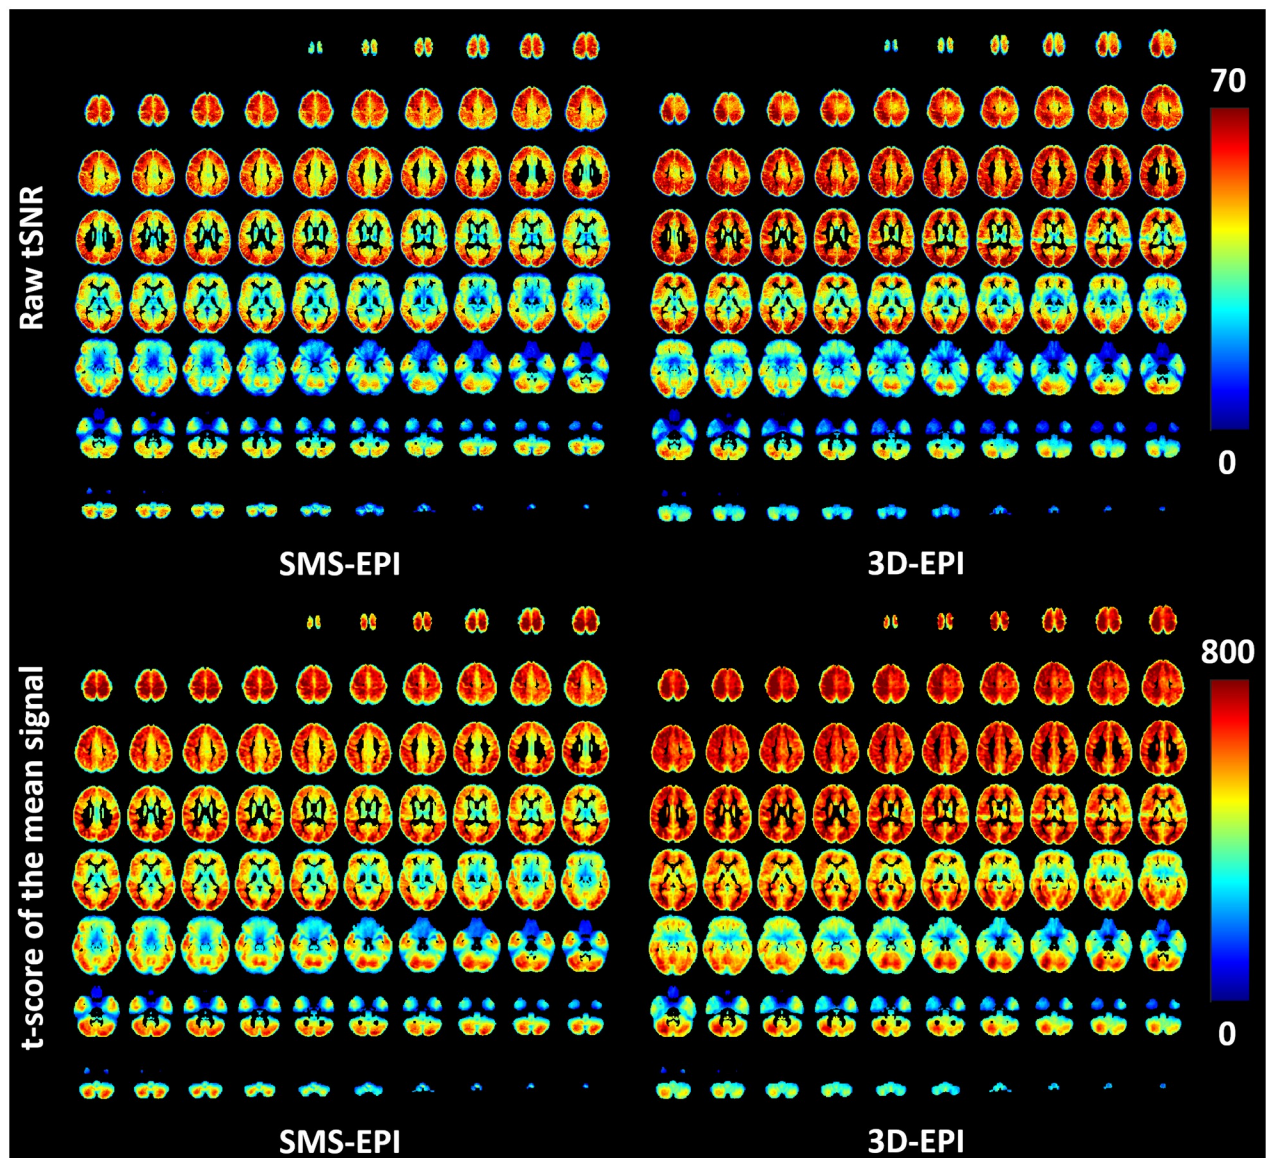 Raw tSNR
70
0
SMS-EPI
3D-EPI
t-score of the mean signal
800
0
SMS-EPI
3D-EPI